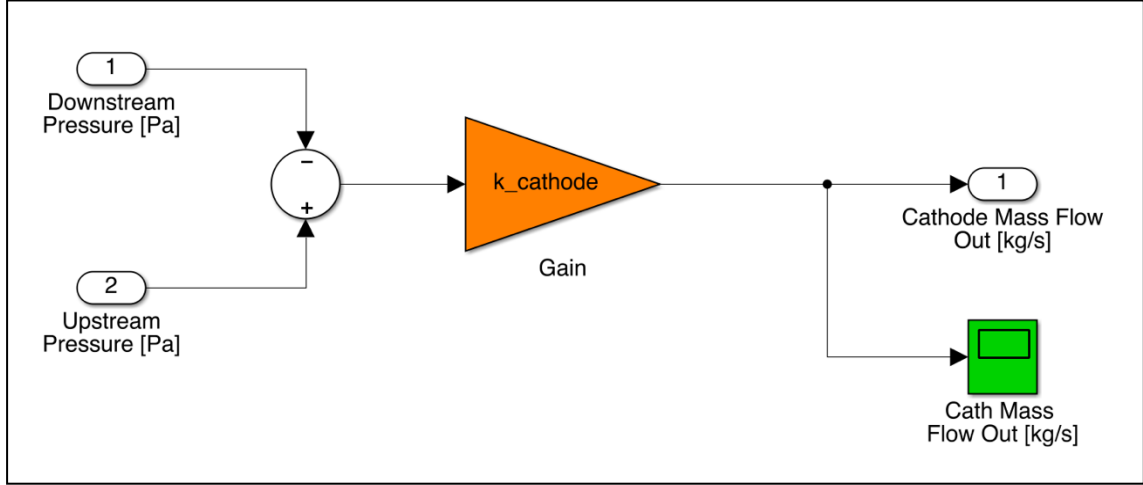 1
Downstream
Pressure [Pa]
−
+
2
Upstream
Pressure [Pa]
k_cathode
Gain
1
Cathode Mass Flow
Out [kg/s]
Cath Mass
Flow Out [kg/s]